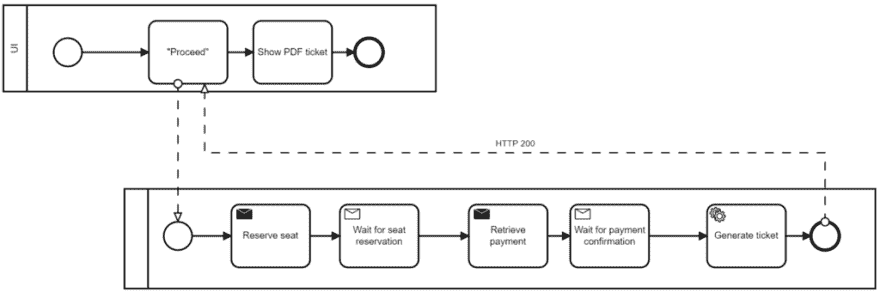 UI
"Proceed"
Show PDF ticket
HTTP 200
Reserve seat
Wait for seat
reservation
Retrieve
payment
Wait for payment
confirmation
Generate ticket